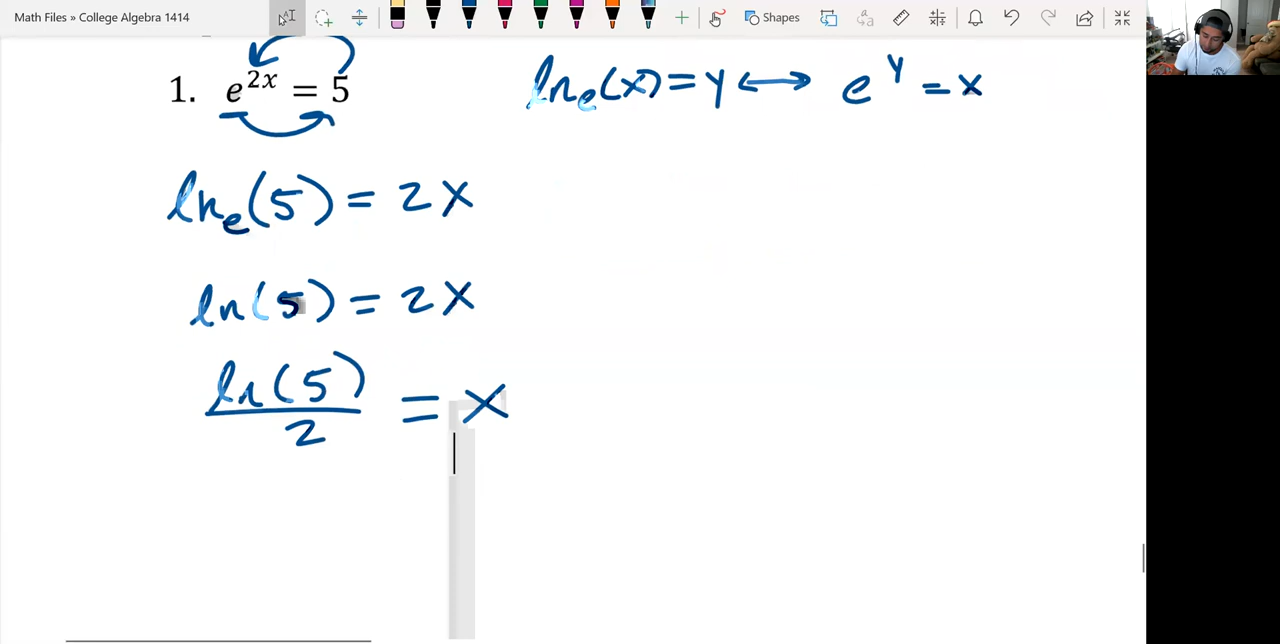 Math Files » College Algebra 1414
Shapes
1. e^{2x} = 5
ln_e(x) = y ⟷ e^y = x
ln_e(5) = 2x
ln(5) = 2x
ln(5)/2 = x